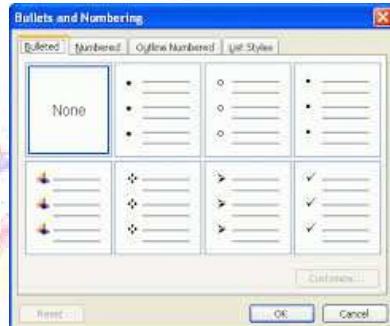 Bullets and Numbering
Bulleted Numbered Outline Numbered List Styles
None
Customize...
Reset OK Cancel